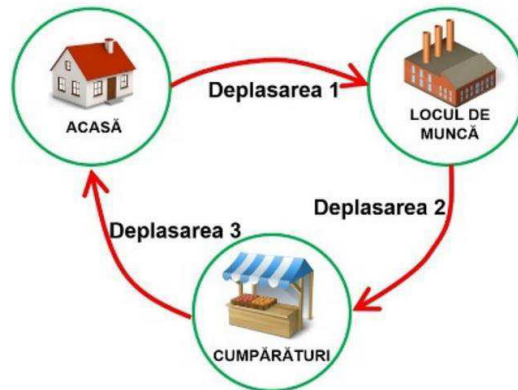 Deplasarea 1
ACASĂ
LOCUL DE
MUNCĂ
Deplasarea 2
Deplasarea 3
CUMPĂRĂTURI